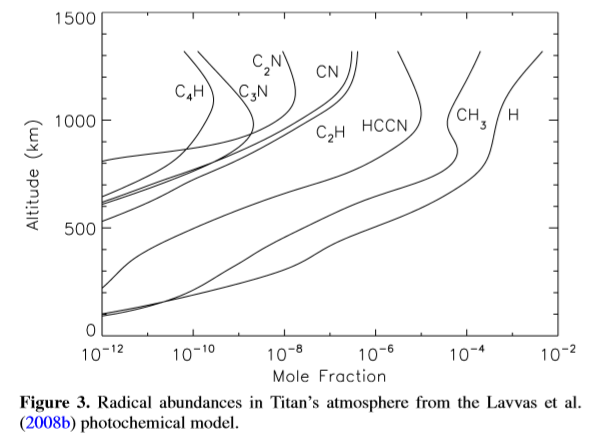 1500
1000
500
0
Altitude (km)
C₄H
C₃N
C₂N
CN
C₂H
HCCN
CH₃
H
10⁻¹²
10⁻¹⁰
10⁻⁸
10⁻⁶
10⁻⁴
10⁻²
Mole Fraction
Figure 3. Radical abundances in Titan's atmosphere from the Lavvas et al.
(2008b) photochemical model.